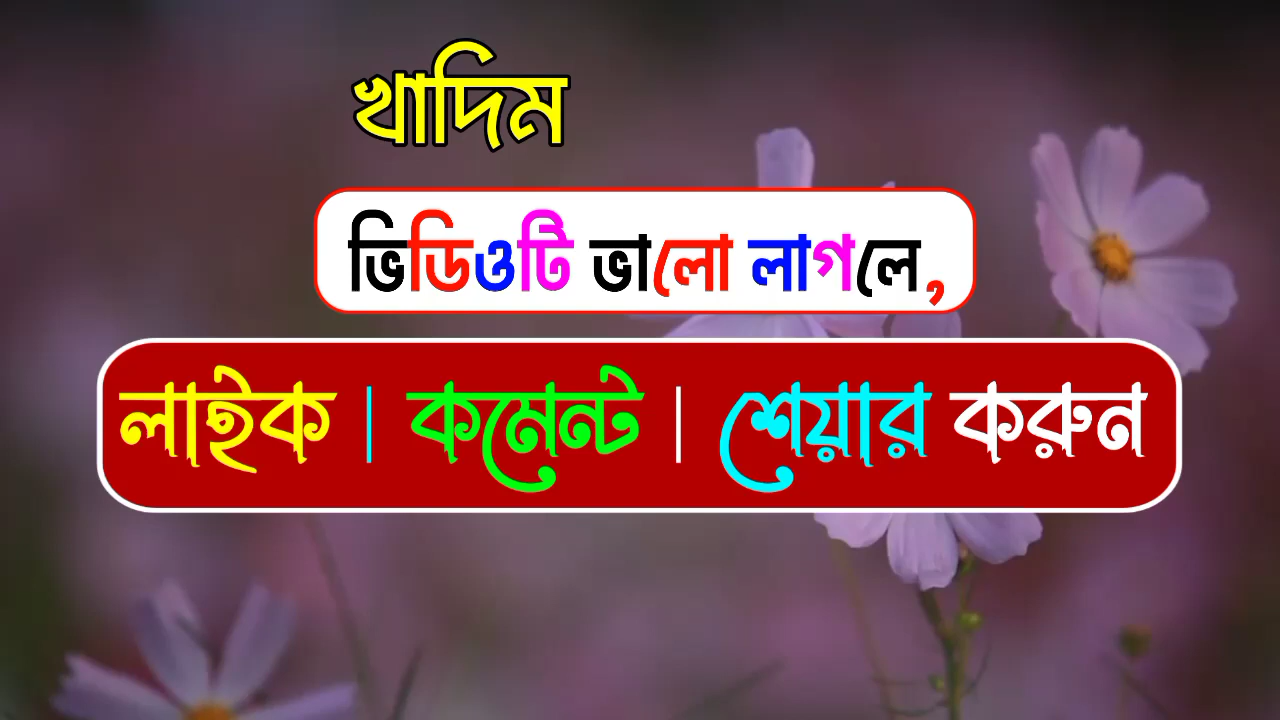 খাদিম
ভিডিওটি ভালো লাগলে,
লাইক | কমেন্ট | শেয়ার করুন